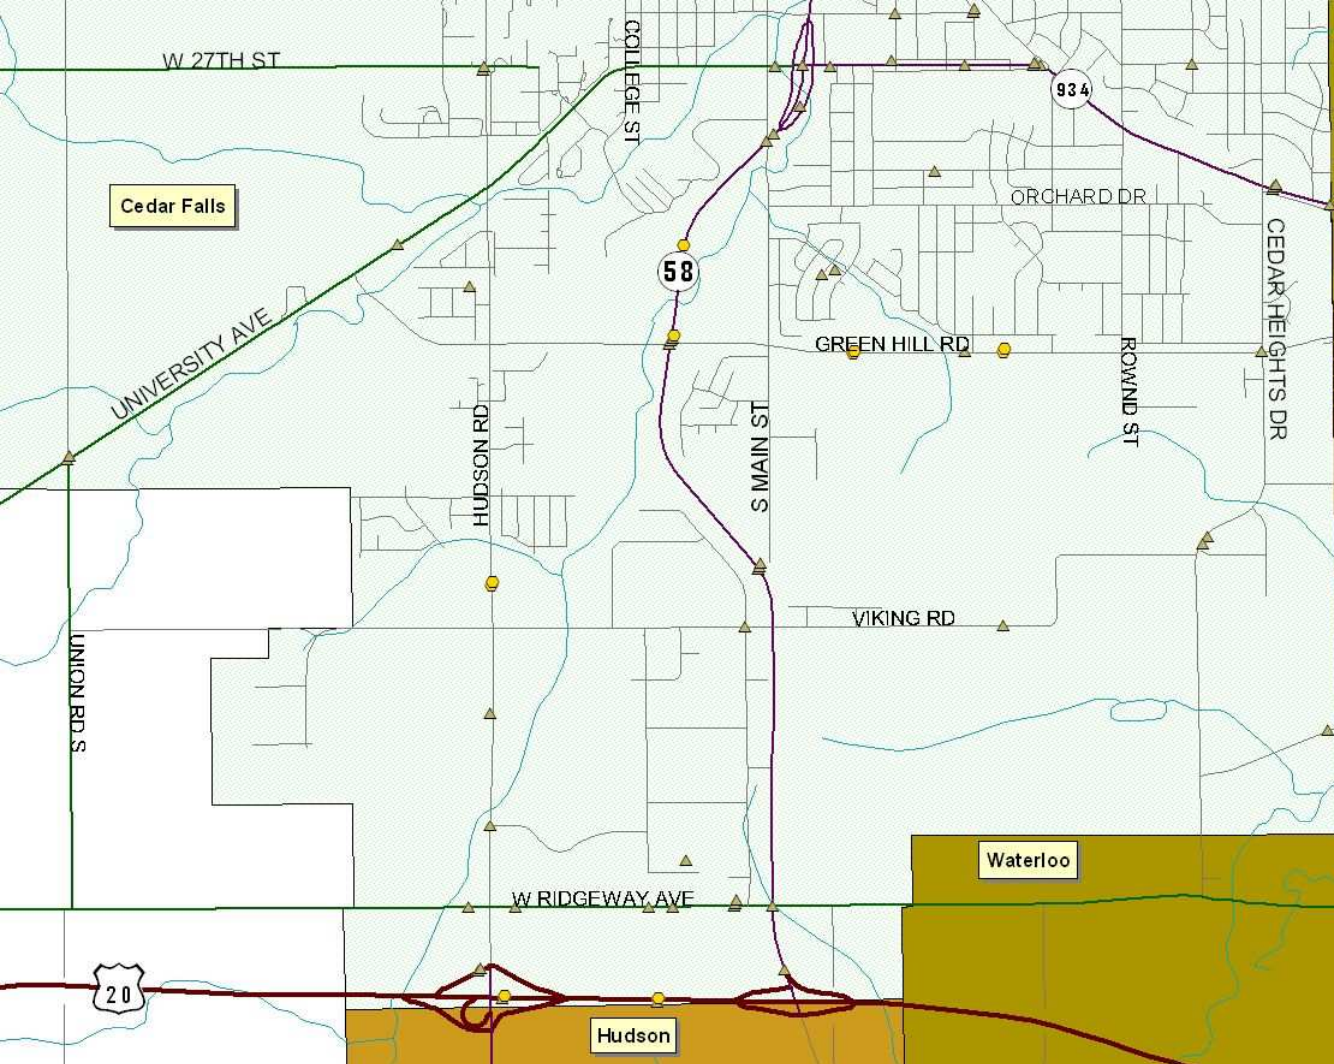 W 27TH ST
COLLEGE ST
934
Cedar Falls
ORCHARD DR
58
CEDAR HEIGHTS DR
UNIVERSITY AVE
GREEN HILL RD
ROWND ST
HUDSON RD
S MAIN ST
VIKING RD
UNION RD S
Waterloo
W RIDGEWAY AVE
20
Hudson